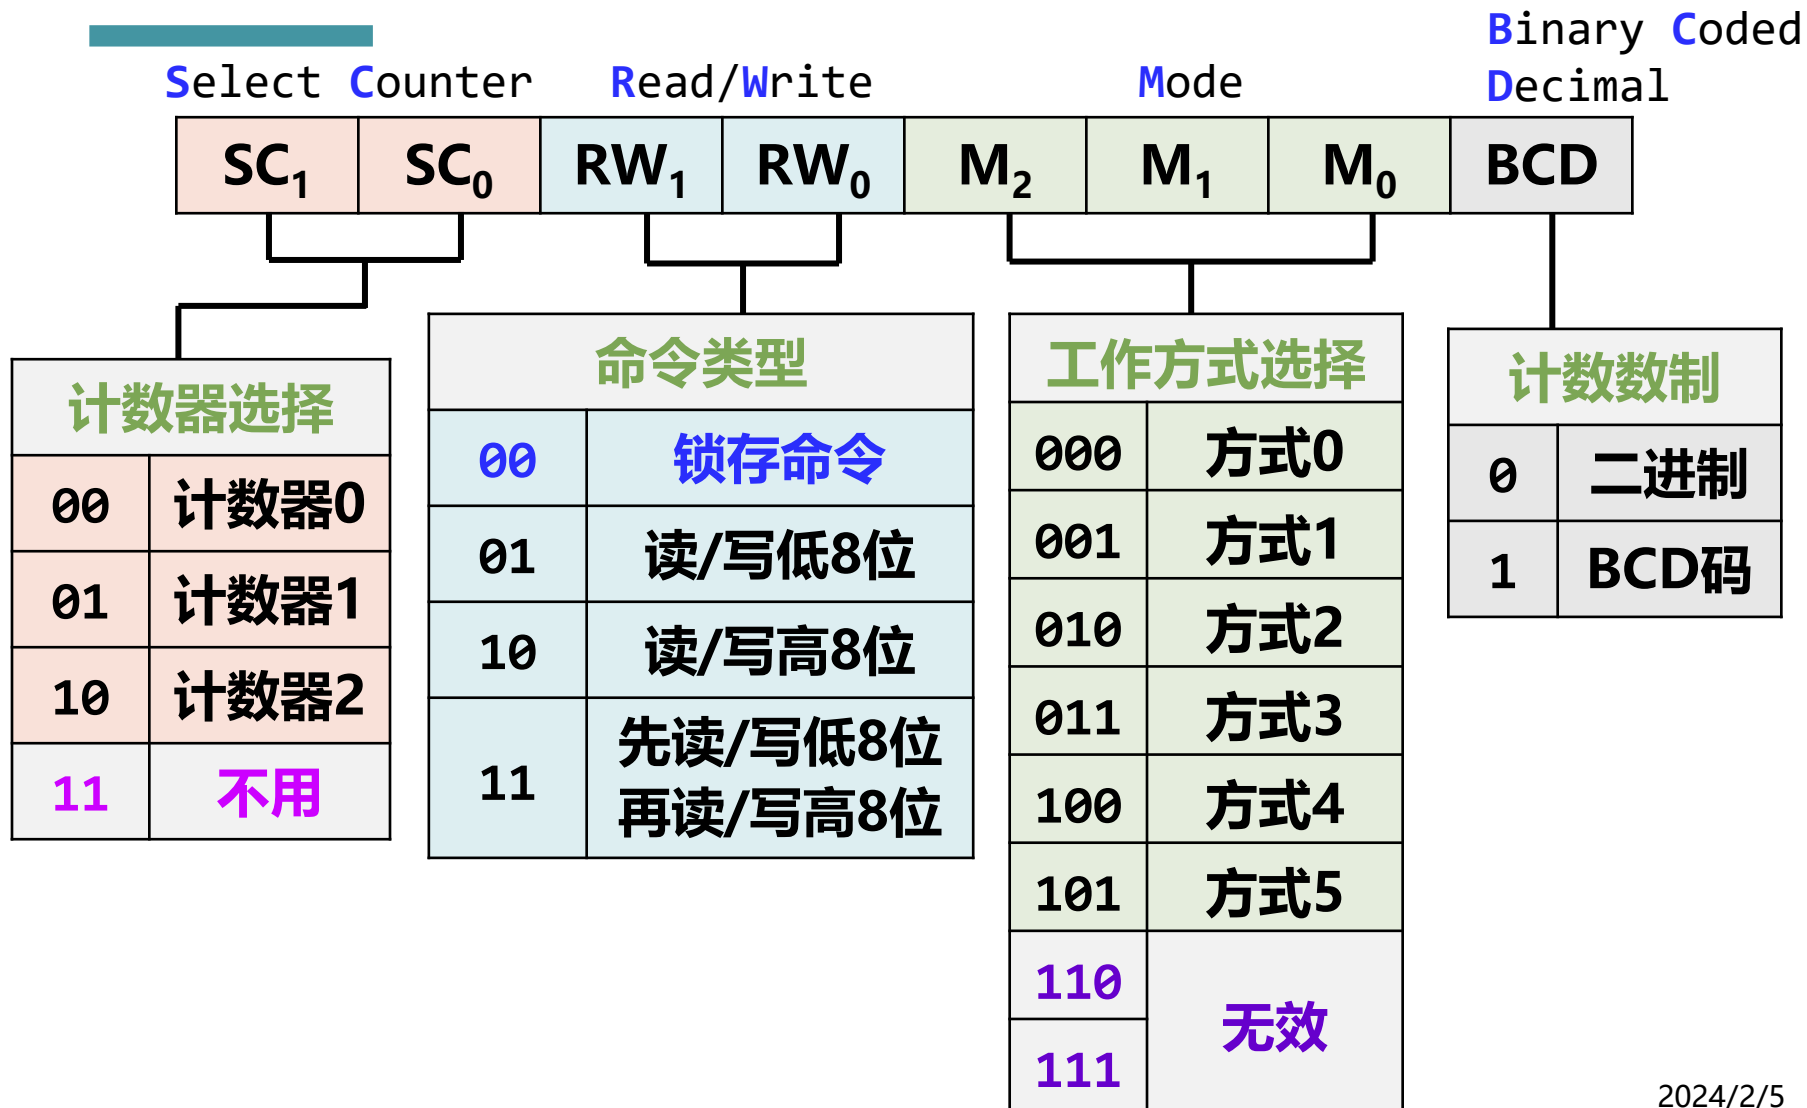 Binary Coded
Decimal
Select Counter
Read/Write
Mode
SC1 SC0 RW1 RW0 M2 M1 M0 BCD
计数器选择
00 计数器0
01 计数器1
10 计数器2
11 不用
命令类型
00 锁存命令
01 读/写低8位
10 读/写高8位
11 先读/写低8位
再读/写高8位
工作方式选择
000 方式0
001 方式1
010 方式2
011 方式3
100 方式4
101 方式5
110 无效
111
计数数制
0 二进制
1 BCD码
2024/2/5